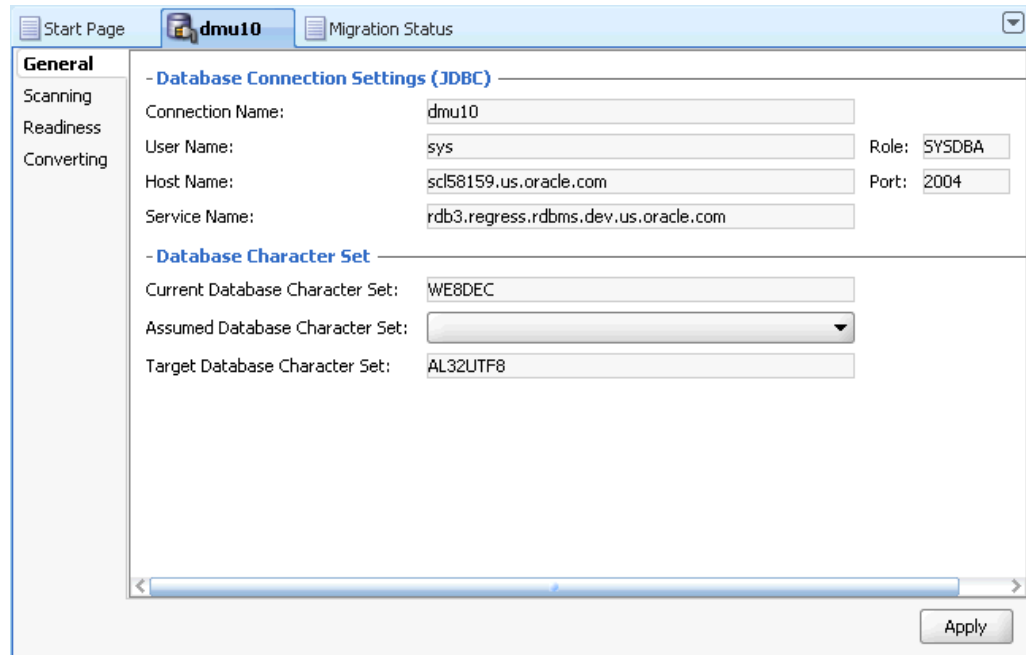 Start Page dmu10 Migration Status
General
Scanning
Readiness
Converting
- Database Connection Settings (JDBC)
Connection Name: dmu10
User Name: sys Role: SYSDBA
Host Name: scl58159.us.oracle.com Port: 2004
Service Name: rdb3.regress.rdbms.dev.us.oracle.com
- Database Character Set
Current Database Character Set: WE8DEC
Assumed Database Character Set:
Target Database Character Set: AL32UTF8
Apply